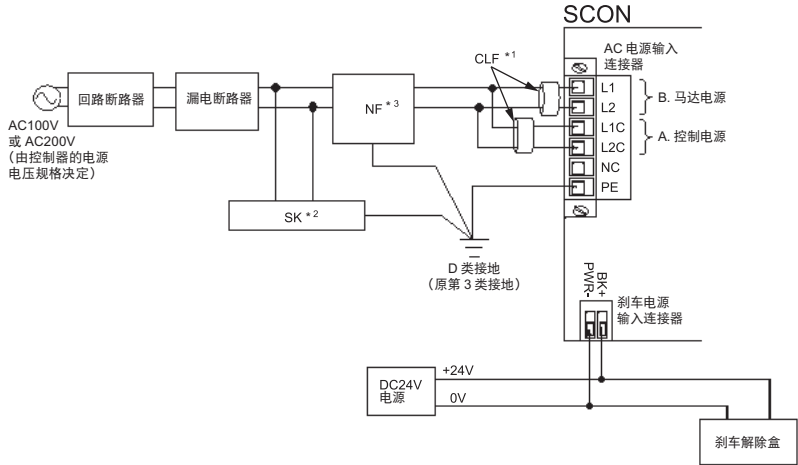 SCON
AC 电源输入
连接器
CLF *1
L1
L2
L1C
L2C
NC
PE
B. 马达电源
A. 控制电源
回路断路器
漏电断路器
NF *3
AC100V
或 AC200V
（由控制器的电源
电压规格决定）
SK *2
D 类接地
（原第 3 类接地）
PWR-
BK+
刹车电源
输入连接器
DC24V
电源
+24V
0V
刹车解除盒